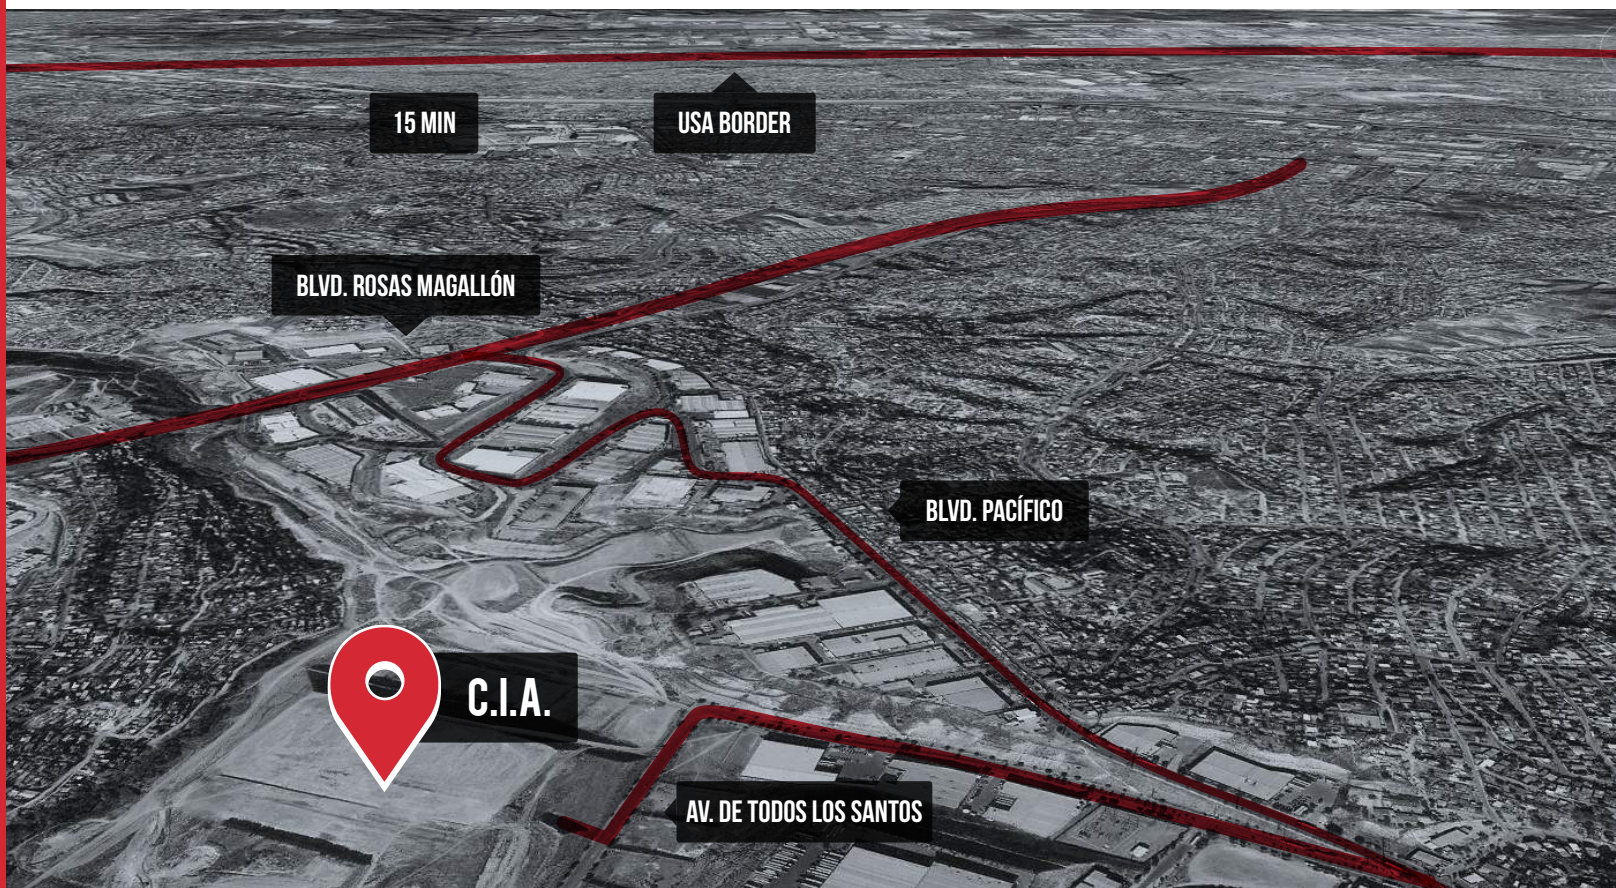 15 MIN
USA BORDER
BLVD. ROSAS MAGALLÓN
BLVD. PACÍFICO
C.I.A.
AV. DE TODOS LOS SANTOS